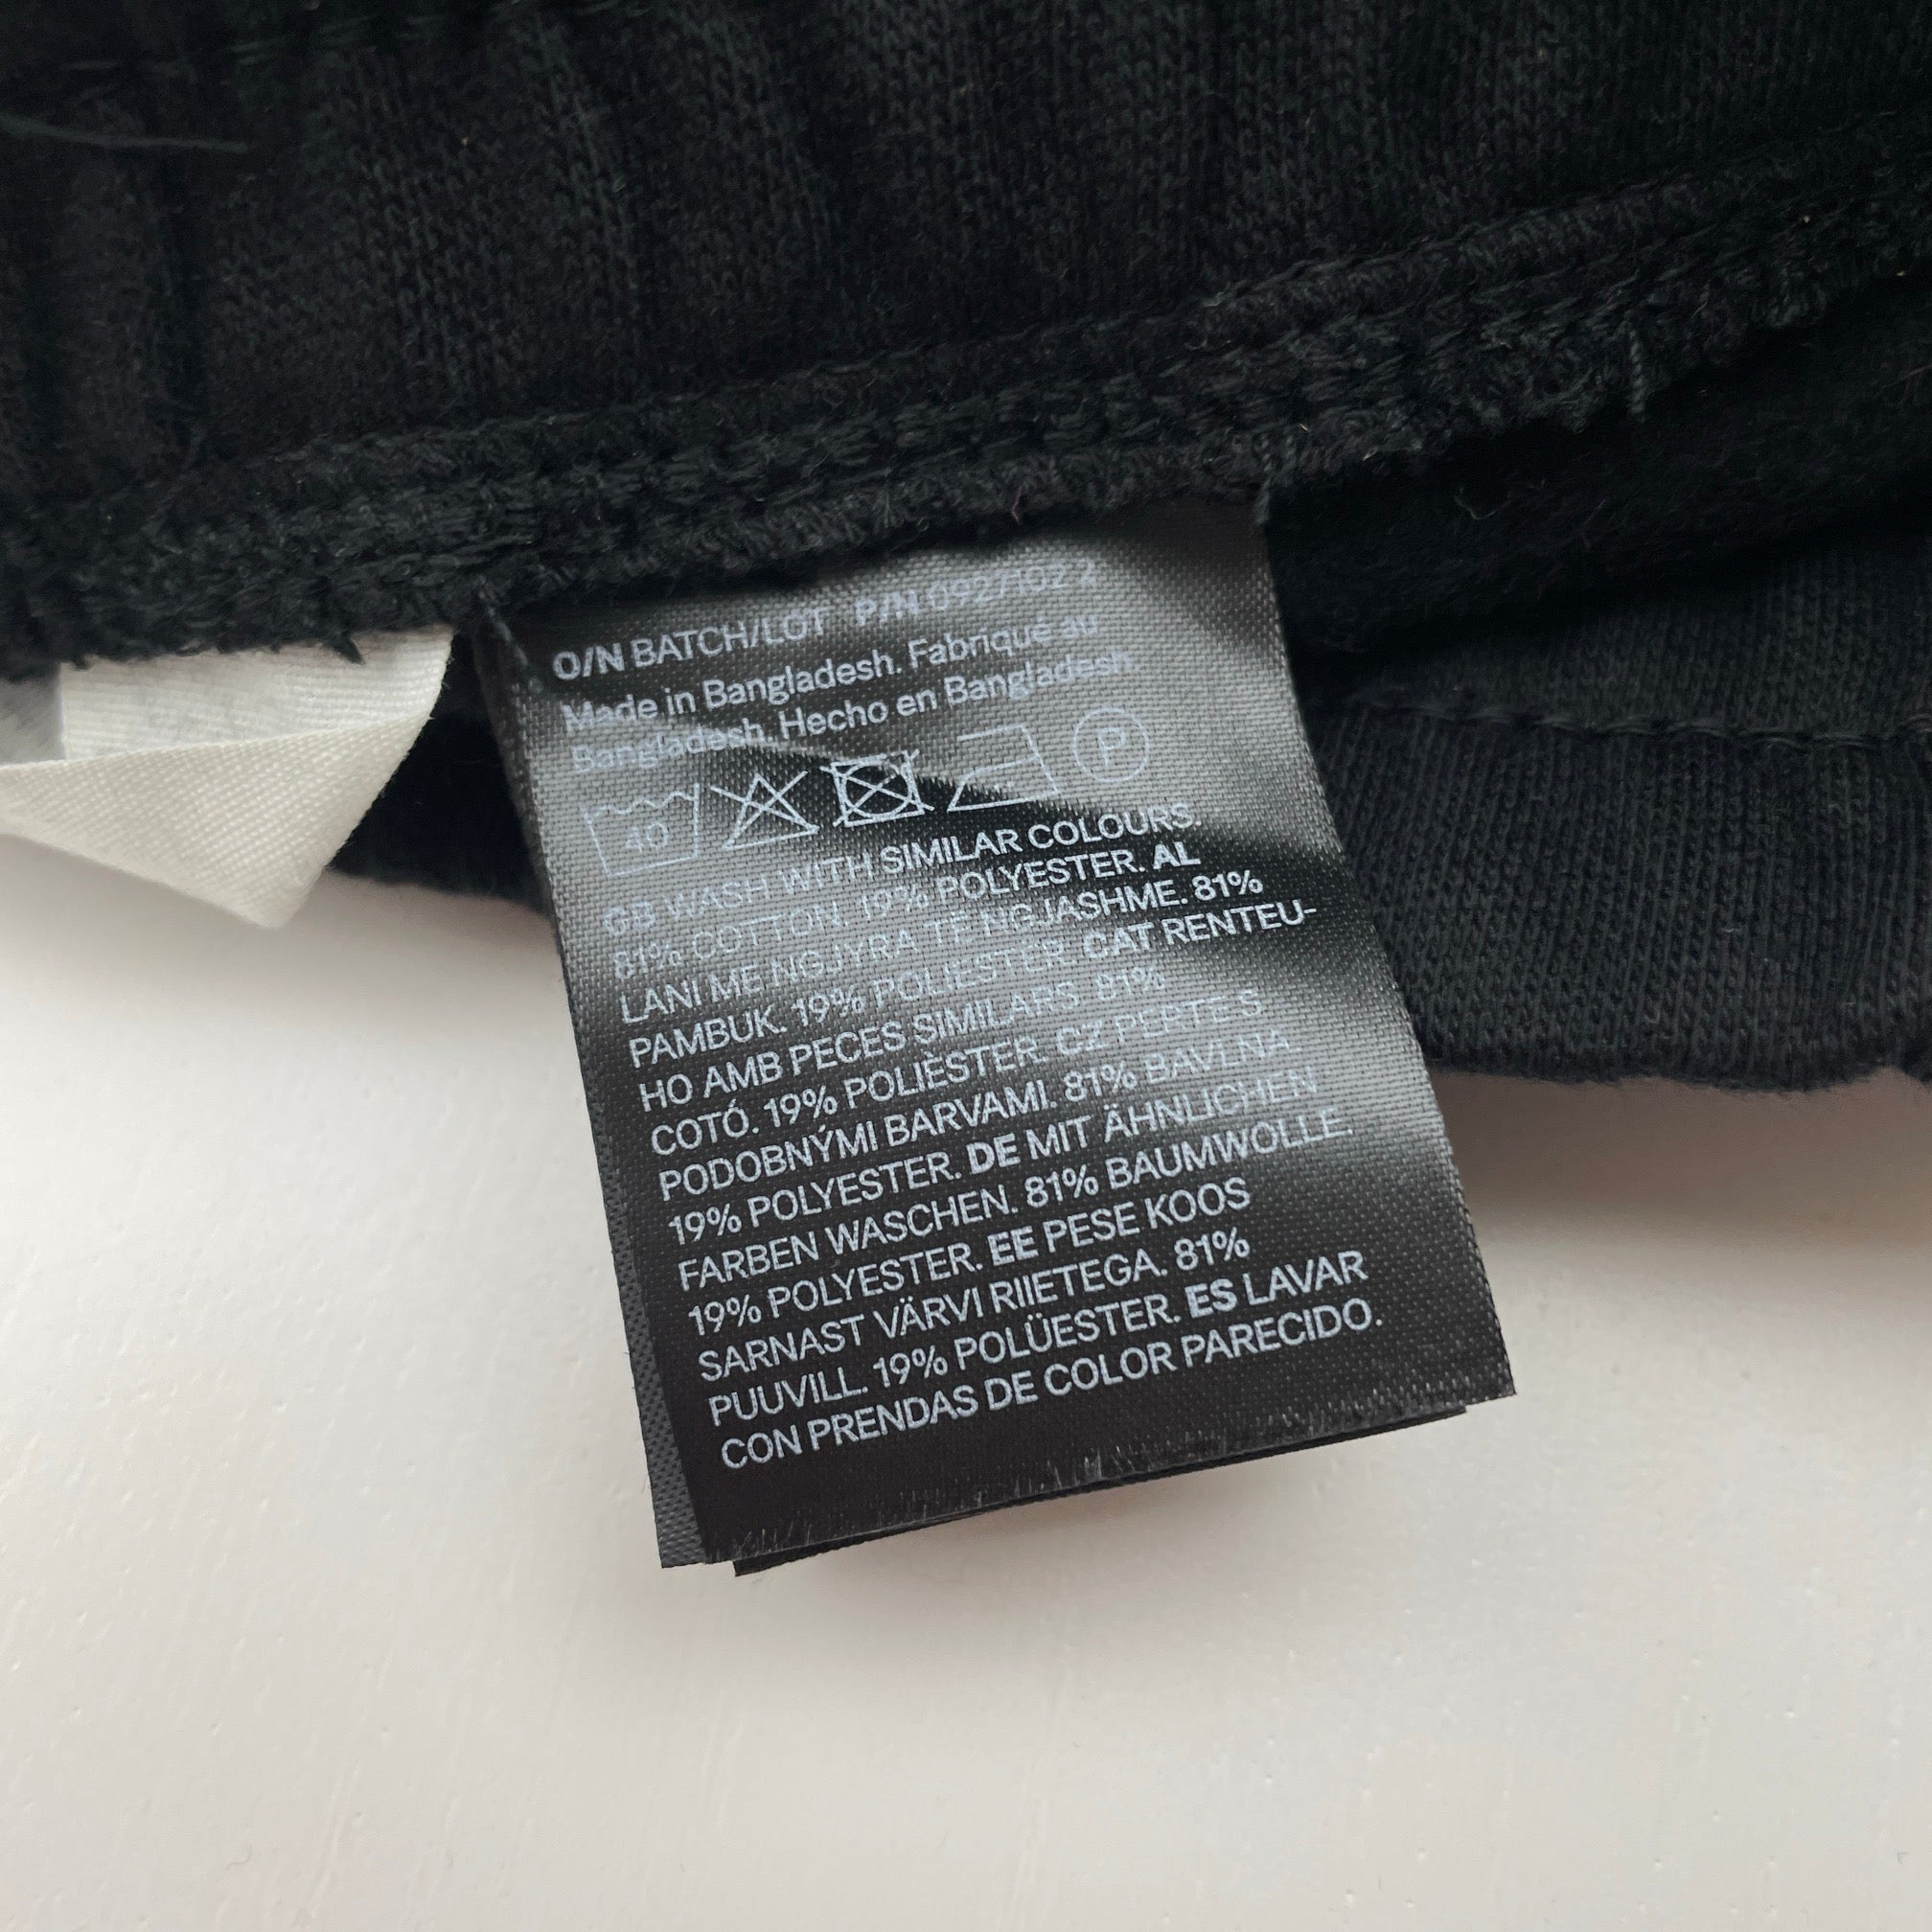 O/N BATCH/LOT P/N 0927102 2
Made in Bangladesh. Fabriqué au
Bangladesh. Hecho en Bangladesh.
40 P
GB WASH WITH SIMILAR COLOURS.
81% COTTON. 19% POLYESTER. AL
LANI ME NGJYRA TË NGJASHME. 81%
PAMBUK. 19% POLIESTËR. CAT RENTEU-
HO AMB PECES SIMILARS. 81%
COTÓ. 19% POLIÈSTER. CZ PERTE S
PODOBNÝMI BARVAMI. 81% BAVLNA.
19% POLYESTER. DE MIT ÄHNLICHEN
FARBEN WASCHEN. 81% BAUMWOLLE.
19% POLYESTER. EE PESE KOOS
SARNAST VÄRVI RIIETEGA. 81%
PUUVILL. 19% POLÜESTER. ES LAVAR
CON PRENDAS DE COLOR PARECIDO.